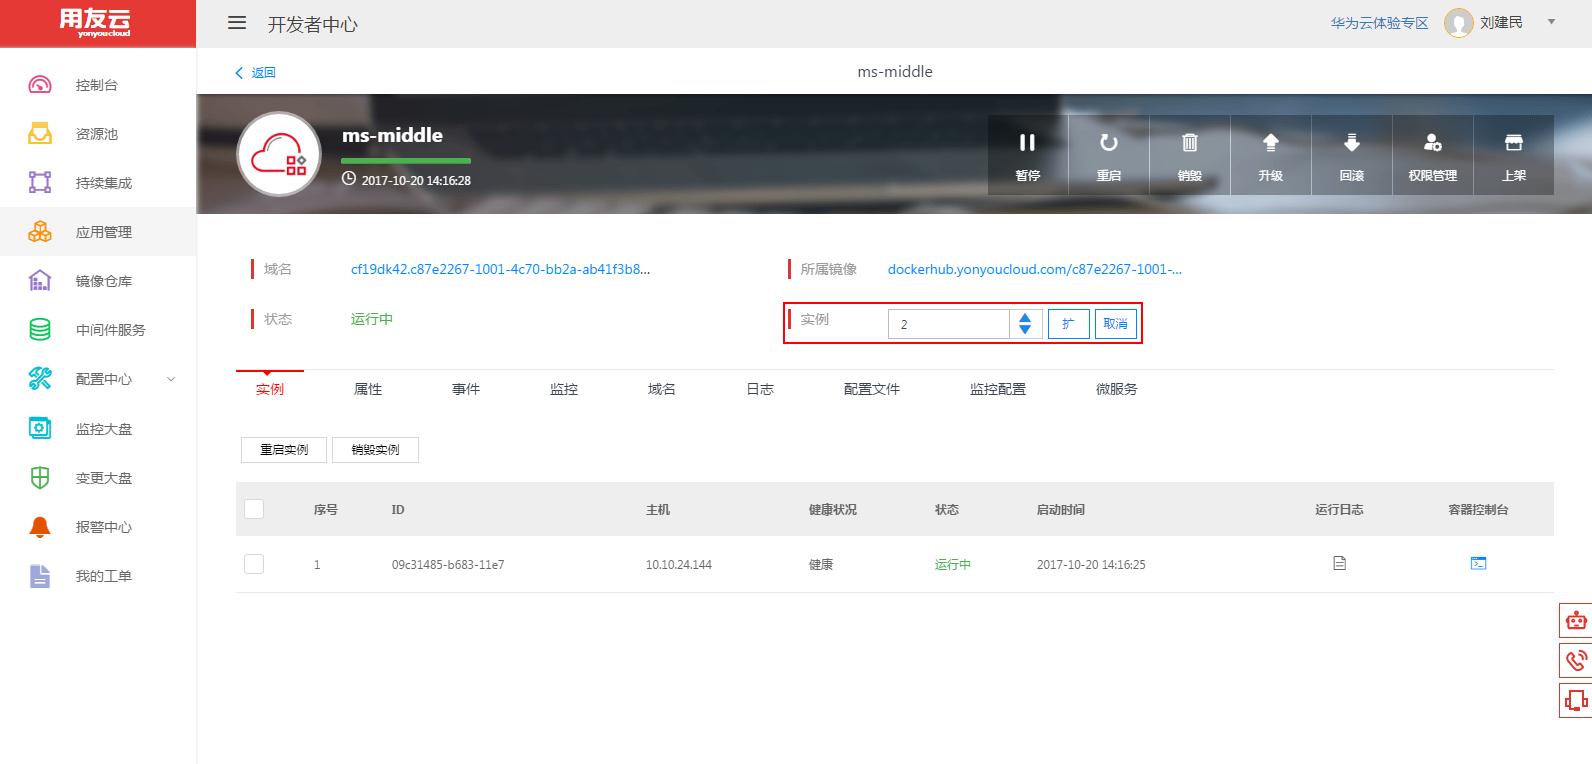 用友云
yonyoucloud
开发者中心
华为云体验专区
刘建民
控制台
资源池
持续集成
应用管理
镜像仓库
中间件服务
配置中心
监控大盘
变更大盘
报警中心
我的工单
返回
ms-middle
ms-middle
2017-10-20 14:16:28
暂停
重启
销毁
升级
回滚
权限管理
上架
域名
cf19dk42.c87e2267-1001-4c70-bb2a-ab41f3b8...
所属镜像
dockerhub.yonyoucloud.com/c87e2267-1001-...
状态
运行中
实例
2
扩
取消
实例 属性 事件 监控 域名 日志 配置文件 监控配置 微服务
重启实例 销毁实例
序号 ID 主机 健康状况 状态 启动时间 运行日志 容器控制台
1 09c31485-b683-11e7 10.10.24.144 健康 运行中 2017-10-20 14:16:25